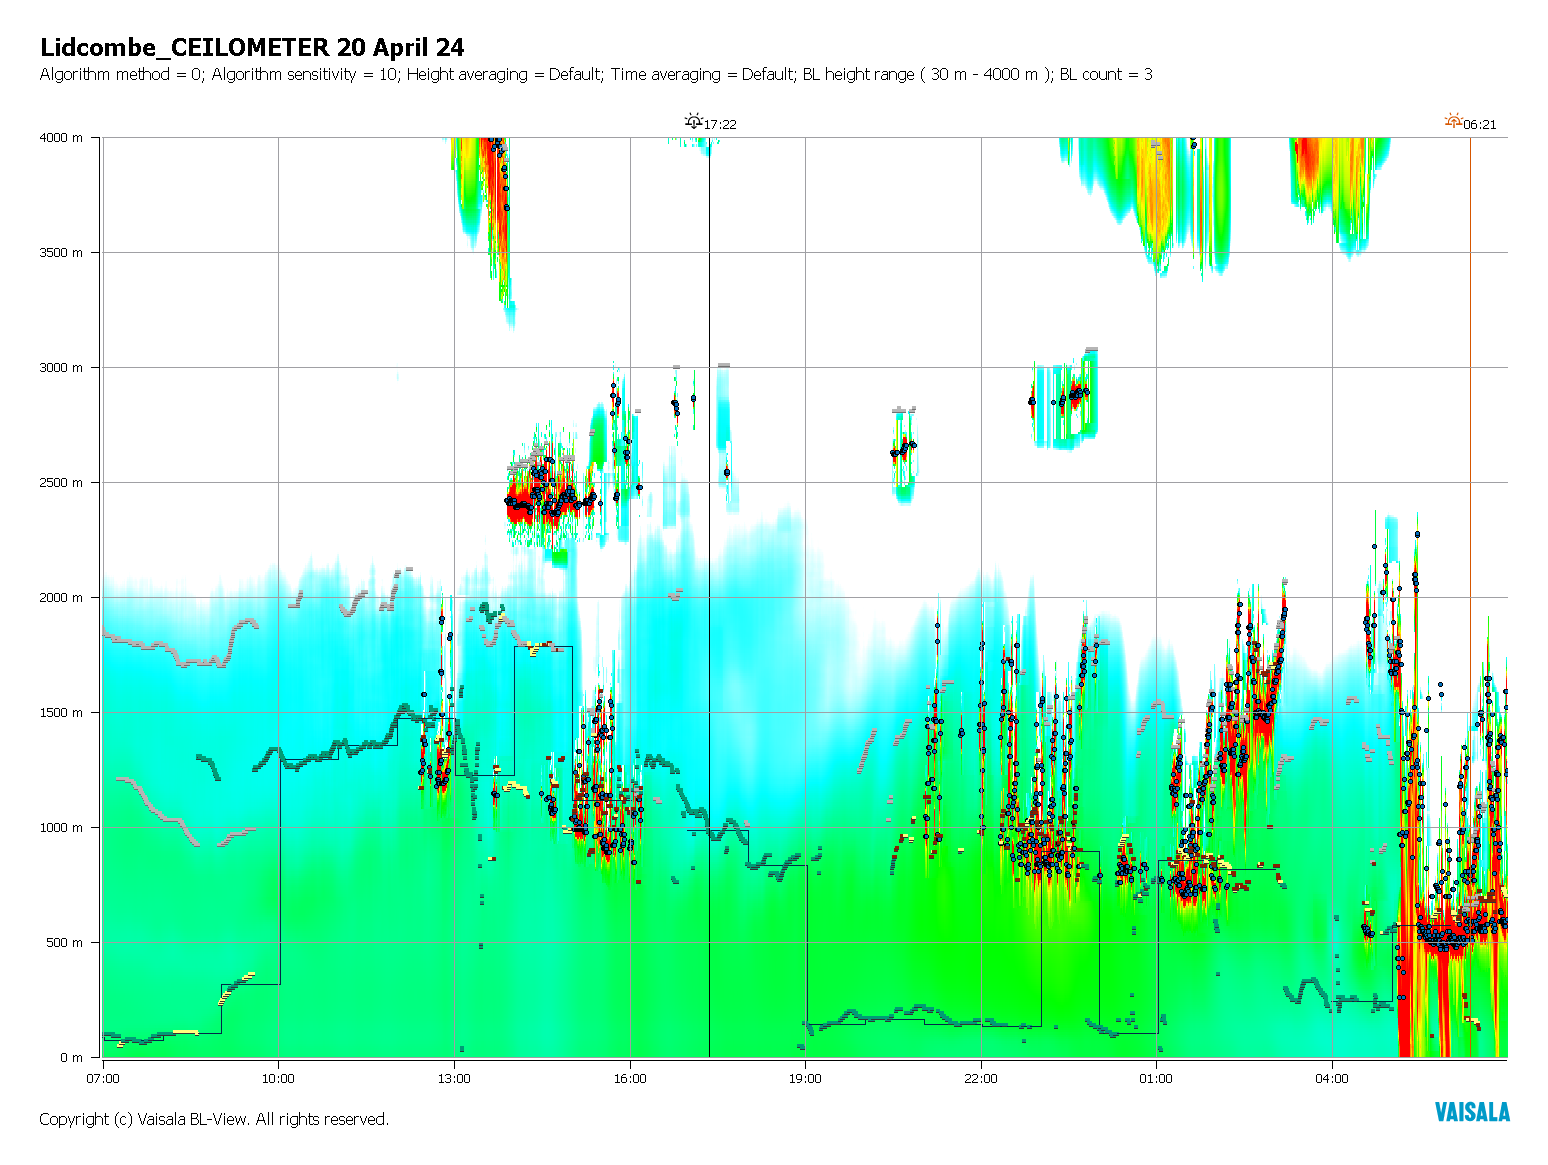 Lidcombe_CEILOMETER 20 April 24
Algorithm method = 0; Algorithm sensitivity = 10; Height averaging = Default; Time averaging = Default; BL height range ( 30 m - 4000 m ); BL count = 3
17:22
06:21
4000 m
3500 m
3000 m
2500 m
2000 m
1500 m
1000 m
500 m
0 m
07:00 10:00 13:00 16:00 19:00 22:00 01:00 04:00
Copyright (c) Vaisala BL-View. All rights reserved.
VAISALA